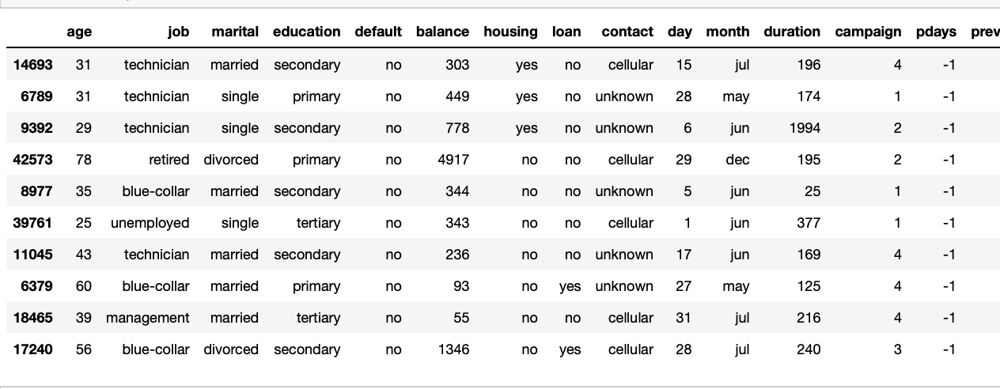 age job marital education default balance housing loan contact day month duration campaign pdays prev
14693 31 technician married secondary no 303 yes no cellular 15 jul 196 4 -1
6789 31 technician single primary no 449 yes no unknown 28 may 174 1 -1
9392 29 technician single secondary no 778 yes no unknown 6 jun 1994 2 -1
42573 78 retired divorced primary no 4917 no no cellular 29 dec 195 2 -1
8977 35 blue-collar married secondary no 344 no no unknown 5 jun 25 1 -1
39761 25 unemployed single tertiary no 343 no no cellular 1 jun 377 1 -1
11045 43 technician married secondary no 236 no no unknown 17 jun 169 4 -1
6379 60 blue-collar married primary no 93 no yes unknown 27 may 125 4 -1
18465 39 management married tertiary no 55 no no cellular 31 jul 216 4 -1
17240 56 blue-collar divorced secondary no 1346 no yes cellular 28 jul 240 3 -1